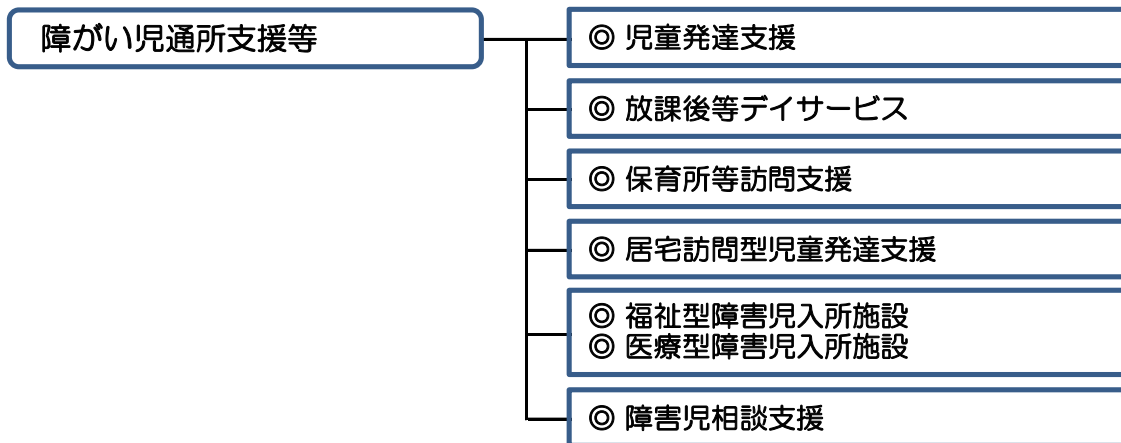 障がい児通所支援等
◎ 児童発達支援
◎ 放課後等デイサービス
◎ 保育所等訪問支援
◎ 居宅訪問型児童発達支援
◎ 福祉型障害児入所施設
◎ 医療型障害児入所施設
◎ 障害児相談支援